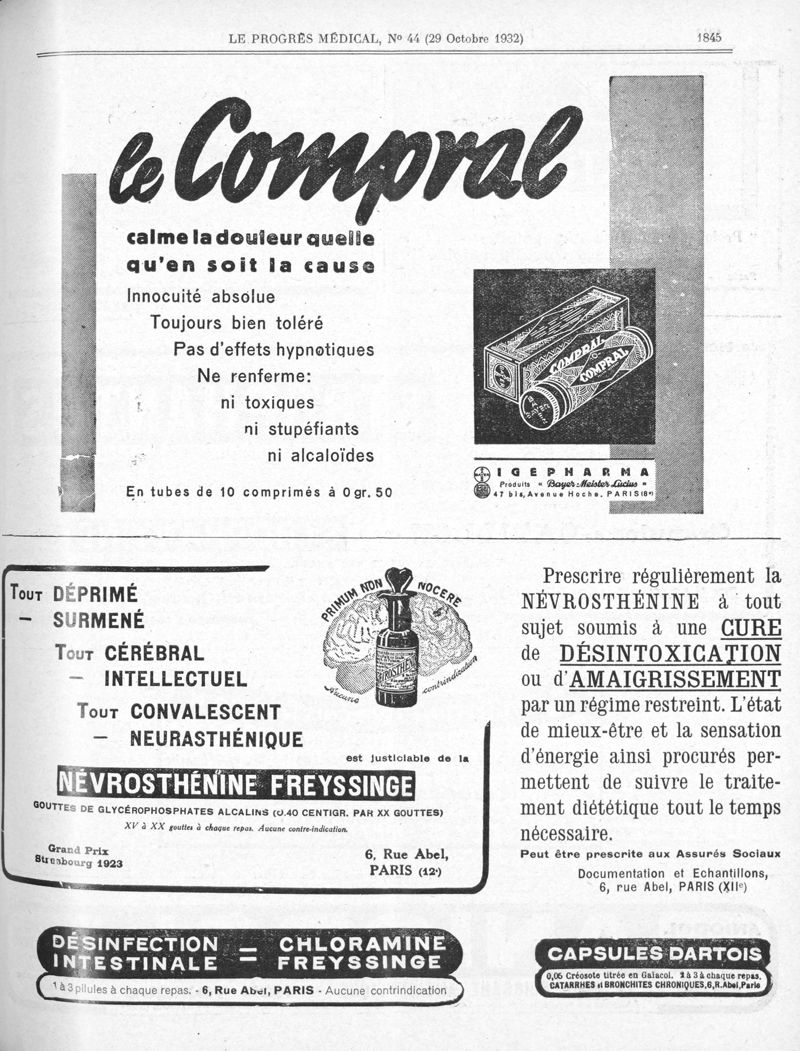 LE PROGRÈS MÉDICAL, No 44 (29 Octobre 1932)
1845
le Compral
calme la douleur quelle
qu'en soit la cause
Innocuité absolue
Toujours bien toléré
Pas d'effets hypnotiques
Ne renferme:
ni toxiques
ni stupéfiants
ni alcaloïdes
En tubes de 10 comprimés à 0 gr. 50
COMPRAL
COMPRAL
BAYER
IGEPHARMA
Produits « Bayer-Meister Lucius »
47 bis, Avenue Hoche, PARIS (8e)
TOUT DÉPRIMÉ
— SURMENÉ
TOUT CÉRÉBRAL
— INTELLECTUEL
TOUT CONVALESCENT
— NEURASTHÉNIQUE
PRIMUM NON NOCERE
Aucune contrindication
est justiciable de la
NÉVROSTHÉNINE FREYSSINGE
GOUTTES DE GLYCÉROPHOSPHATES ALCALINS (0.40 CENTIGR. PAR XX GOUTTES)
XV à XX gouttes à chaque repas. Aucune contre-indication.
Grand Prix
Strasbourg 1923
6, Rue Abel,
PARIS (12e)
Prescrire régulièrement la
NÉVROSTHÉNINE à tout
sujet soumis à une CURE
de DÉSINTOXICATION
ou d'AMAIGRISSEMENT
par un régime restreint. L'état
de mieux-être et la sensation
d'énergie ainsi procurés per-
mettent de suivre le traite-
ment diététique tout le temps
nécessaire.
Peut être prescrite aux Assurés Sociaux
Documentation et Echantillons,
6, rue Abel, PARIS (XIIe)
DÉSINFECTION INTESTINALE = CHLORAMINE FREYSSINGE
1 à 3 pilules à chaque repas. - 6, Rue Abel, PARIS - Aucune contrindication
CAPSULES DARTOIS
0,05 Créosote titrée en Gaïacol. 2 à 3 à chaque repas.
CATARRHES et BRONCHITES CHRONIQUES, 6, R. Abel, Paris